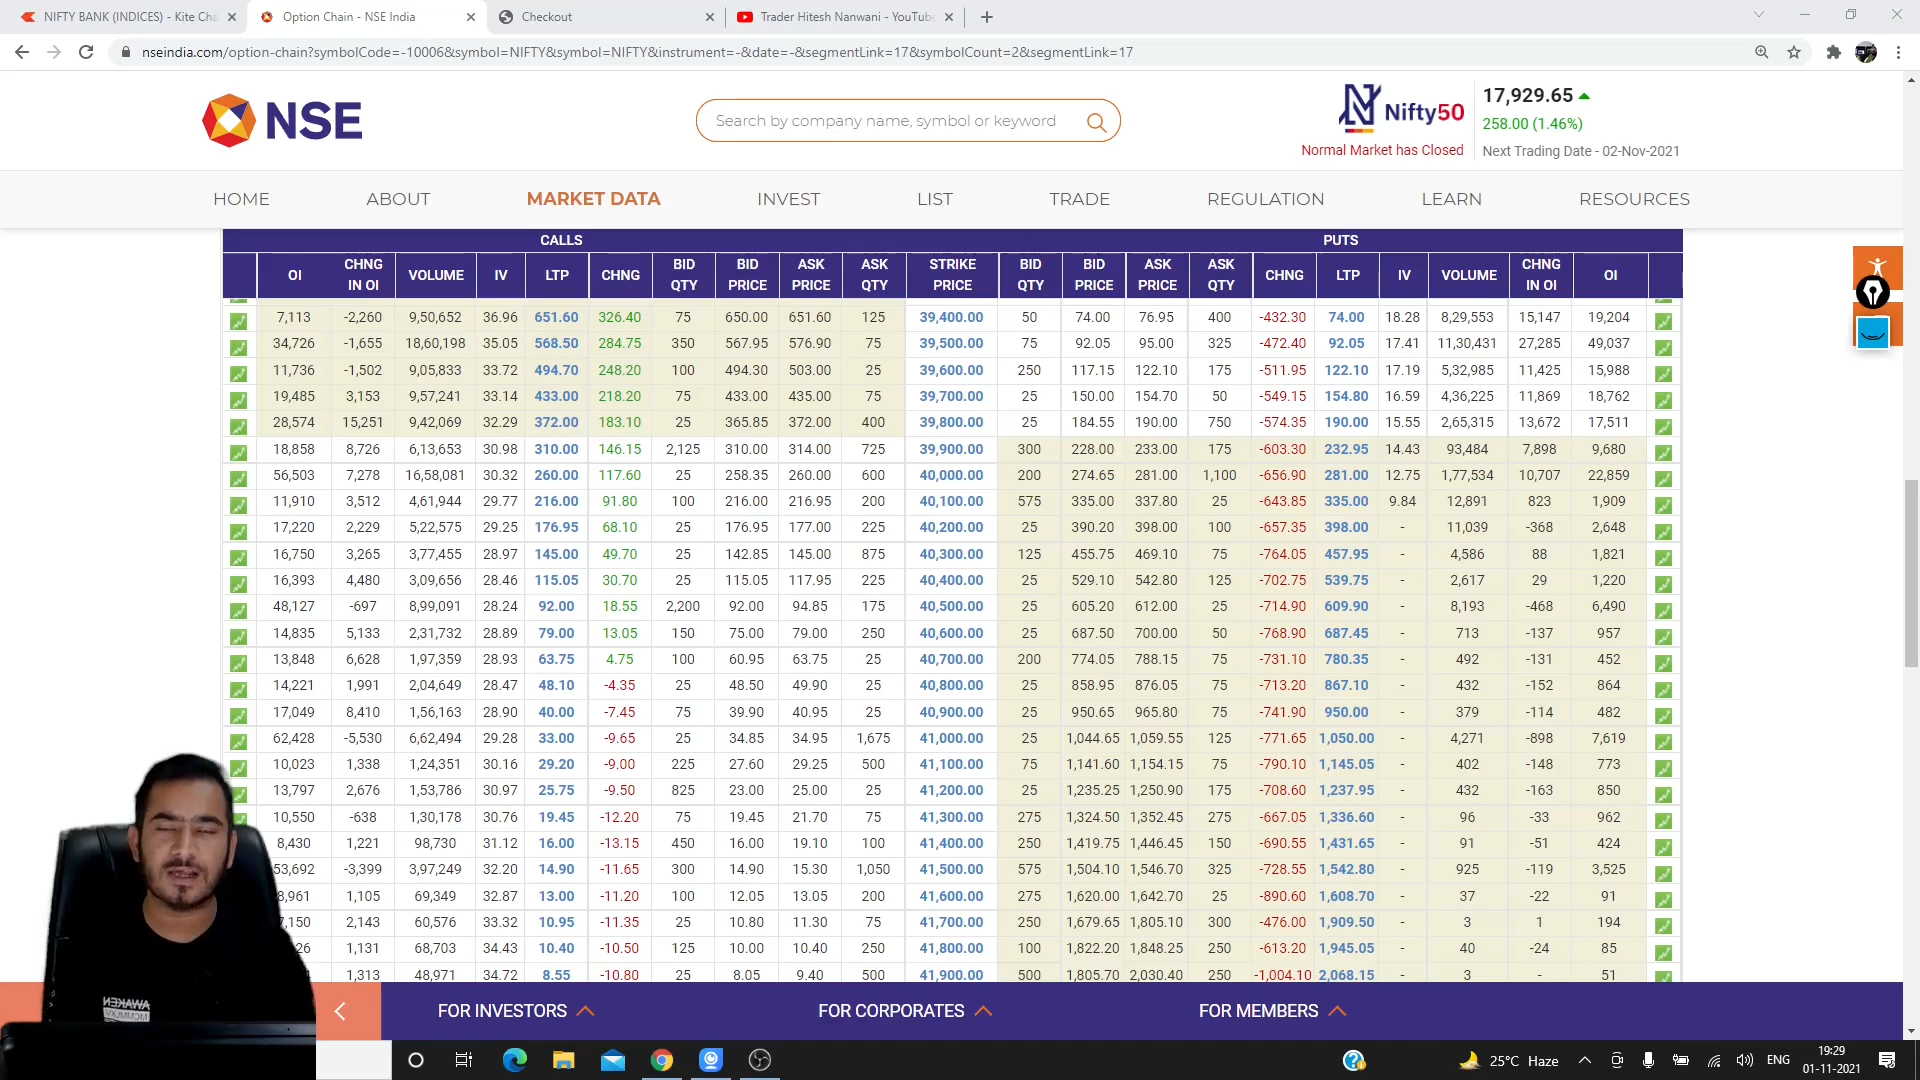 NIFTY BANK (INDICES) - Kite Cha
Option Chain - NSE India
Checkout
Trader Hitesh Nanwani - YouTube
nseindia.com/option-chain?symbolCode=-10006&symbol=NIFTY&symbol=NIFTY&instrument=-&date=-&segmentLink=17&symbolCount=2&segmentLink=17
NSE
Search by company name, symbol or keyword
Nifty50
Normal Market has Closed
17,929.65
258.00 (1.46%)
Next Trading Date - 02-Nov-2021
HOME ABOUT MARKET DATA INVEST LIST TRADE REGULATION LEARN RESOURCES
CALLS PUTS
OI CHNG IN OI VOLUME IV LTP CHNG BID QTY BID PRICE ASK PRICE ASK QTY STRIKE PRICE BID QTY BID PRICE ASK PRICE ASK QTY CHNG LTP IV VOLUME CHNG IN OI OI
7,113 -2,260 9,50,652 36.96 651.60 326.40 75 650.00 651.60 125 39,400.00 50 74.00 76.95 400 -432.30 74.00 18.28 8,29,553 15,147 19,204
34,726 -1,655 18,60,198 35.05 568.50 284.75 350 567.95 576.90 75 39,500.00 75 92.05 95.00 325 -472.40 92.05 17.41 11,30,431 27,285 49,037
11,736 -1,502 9,05,833 33.72 494.70 248.20 100 494.30 503.00 25 39,600.00 250 117.15 122.10 175 -511.95 122.10 17.19 5,32,985 11,425 15,988
19,485 3,153 9,57,241 33.14 433.00 218.20 75 433.00 435.00 75 39,700.00 25 150.00 154.70 50 -549.15 154.80 16.59 4,36,225 11,869 18,762
28,574 15,251 9,42,069 32.29 372.00 183.10 25 365.85 372.00 400 39,800.00 25 184.55 190.00 750 -574.35 190.00 15.55 2,65,315 13,672 17,511
18,858 8,726 6,13,653 30.98 310.00 146.15 2,125 310.00 314.00 725 39,900.00 300 228.00 233.00 175 -603.30 232.95 14.43 93,484 7,898 9,680
56,503 7,278 16,58,081 30.32 260.00 117.60 25 258.35 260.00 600 40,000.00 200 274.65 281.00 1,100 -656.90 281.00 12.75 1,77,534 10,707 22,859
11,910 3,512 4,61,944 29.77 216.00 91.80 100 216.00 216.95 200 40,100.00 575 335.00 337.80 25 -643.85 335.00 9.84 12,891 823 1,909
17,220 2,229 5,22,575 29.25 176.95 68.10 25 176.95 177.00 225 40,200.00 25 390.20 398.00 100 -657.35 398.00 - 11,039 -368 2,648
16,750 3,265 3,77,455 28.97 145.00 49.70 25 142.85 145.00 875 40,300.00 125 455.75 469.10 75 -764.05 457.95 - 4,586 88 1,821
16,393 4,480 3,09,656 28.46 115.05 30.70 25 115.05 117.95 225 40,400.00 25 529.10 542.80 125 -702.75 539.75 - 2,617 29 1,220
48,127 -697 8,99,091 28.24 92.00 18.55 2,200 92.00 94.85 175 40,500.00 25 605.20 612.00 25 -714.90 609.90 - 8,193 -468 6,490
14,835 5,133 2,31,732 28.89 79.00 13.05 150 75.00 79.00 250 40,600.00 25 687.50 700.00 50 -768.90 687.45 - 713 -137 957
13,848 6,628 1,97,359 28.93 63.75 4.75 100 60.95 63.75 25 40,700.00 200 774.05 788.15 75 -731.10 780.35 - 492 -131 452
14,221 1,991 2,04,649 28.47 48.10 -4.35 25 48.50 49.90 25 40,800.00 25 858.95 876.05 75 -713.20 867.10 - 432 -152 864
17,049 8,410 1,56,163 28.90 40.00 -7.45 75 39.90 40.95 25 40,900.00 25 950.65 965.80 75 -741.90 950.00 - 379 -114 482
62,428 -5,530 6,62,494 29.28 33.00 -9.65 25 34.85 34.95 1,675 41,000.00 25 1,044.65 1,059.55 125 -771.65 1,050.00 - 4,271 -898 7,619
10,023 1,338 1,24,351 30.16 29.20 -9.00 225 27.60 29.25 500 41,100.00 75 1,141.60 1,154.15 75 -790.10 1,145.05 - 402 -148 773
13,797 2,676 1,53,786 30.97 25.75 -9.50 825 23.00 25.00 25 41,200.00 25 1,235.25 1,250.90 175 -708.60 1,237.95 - 432 -163 850
10,550 -638 1,30,178 30.76 19.45 -12.20 75 19.45 21.70 75 41,300.00 275 1,324.50 1,352.45 275 -667.05 1,336.60 - 96 -33 962
8,430 1,221 98,730 31.12 16.00 -13.15 450 16.00 19.10 100 41,400.00 250 1,419.75 1,446.45 150 -690.55 1,431.65 - 91 -51 424
53,692 -3,399 3,97,249 32.20 14.90 -11.65 300 14.90 15.30 1,050 41,500.00 575 1,504.10 1,546.70 325 -728.55 1,542.80 - 925 -119 3,525
8,961 1,105 69,349 32.87 13.00 -11.20 100 12.05 13.05 200 41,600.00 275 1,620.00 1,642.70 25 -890.60 1,608.70 - 37 -22 91
7,150 2,143 60,576 33.32 10.95 -11.35 25 10.80 11.30 75 41,700.00 250 1,679.65 1,805.10 300 -476.00 1,909.50 - 3 1 194
1,131 68,703 34.43 10.40 -10.50 125 10.00 10.40 250 41,800.00 100 1,822.20 1,848.25 250 -613.20 1,945.05 - 40 -24 85
1,313 48,971 34.72 8.55 -10.80 25 8.05 9.40 500 41,900.00 500 1,805.70 2,030.40 250 -1,004.10 2,068.15 - 3 - 51
AWAKEN
MCMMLXV
FOR INVESTORS FOR CORPORATES FOR MEMBERS
25°C Haze
ENG
19:29
01-11-2021